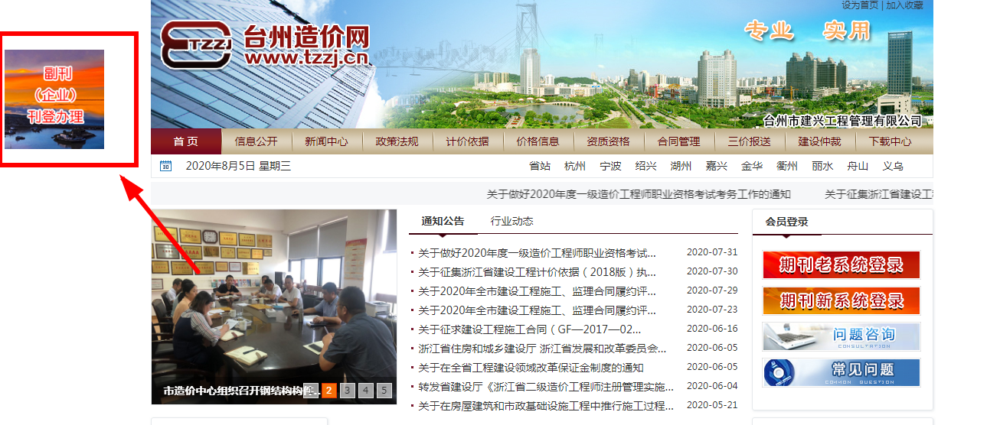 设为首页 | 加入收藏
TZZJ 台州造价网
www.tzzj.cn
专业 实用
台州市建兴工程管理有限公司
副刊
(企业)
刊登办理
首 页 信息公开 新闻中心 政策法规 计价依据 价格信息 资质资格 合同管理 三价报送 建设仲裁 下载中心
30 2020年8月5日 星期三 省站 杭州 宁波 绍兴 湖州 嘉兴 金华 衢州 丽水 舟山 义乌
关于做好2020年度一级造价工程师职业资格考试考务工作的通知 关于征集浙江省建设工
通知公告 行业动态
关于做好2020年度一级造价工程师职业资格考试... 2020-07-31
关于征集浙江省建设工程计价依据（2018版）执... 2020-07-30
关于2020年全市建设工程施工、监理合同履约评... 2020-07-29
关于2020年全市建设工程施工、监理合同履约评... 2020-07-23
关于征求建设工程施工合同（GF—2017—02... 2020-06-16
浙江省住房和城乡建设厅 浙江省发展和改革委员会... 2020-06-05
关于在全省工程建设领域改革保证金制度的通知 2020-06-05
转发省建设厅《浙江省二级造价工程师注册管理实施... 2020-06-04
关于在房屋建筑和市政基础设施工程中推行施工过程... 2020-05-21
市造价中心组织召开钢结构构件... 2 3 4 5
会员登录
期刊老系统登录
期刊新系统登录
问题咨询
CONSULTATION
常见问题
COMMON QUESTION